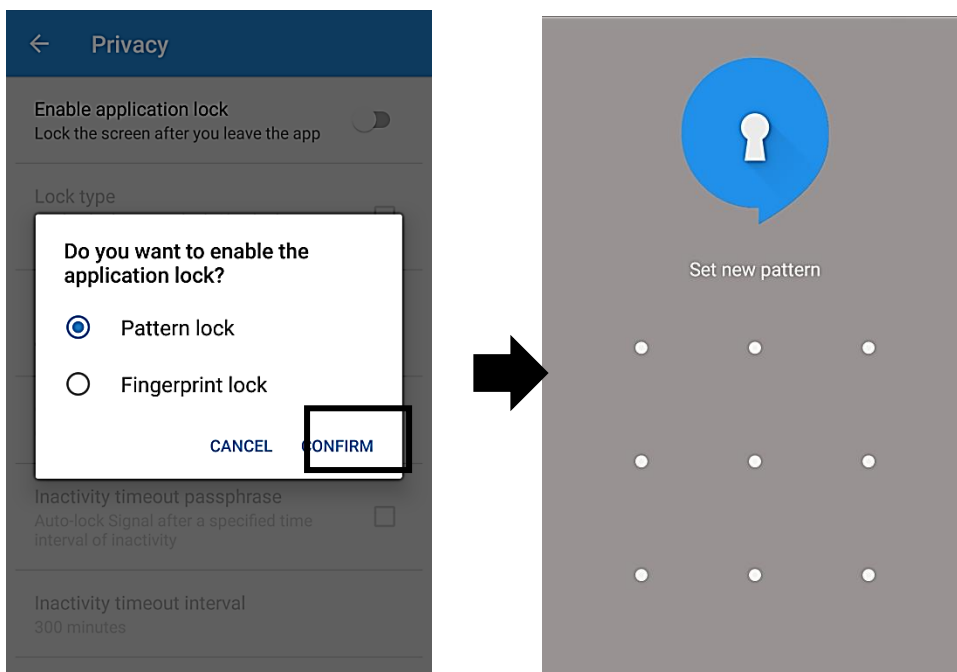 Privacy
Enable application lock
Lock the screen after you leave the app
Lock type
Do you want to enable the
application lock?
Pattern lock
Fingerprint lock
CANCEL CONFIRM
Inactivity timeout passphrase
Auto-lock Signal after a specified time
interval of inactivity
Inactivity timeout interval
300 minutes
Set new pattern